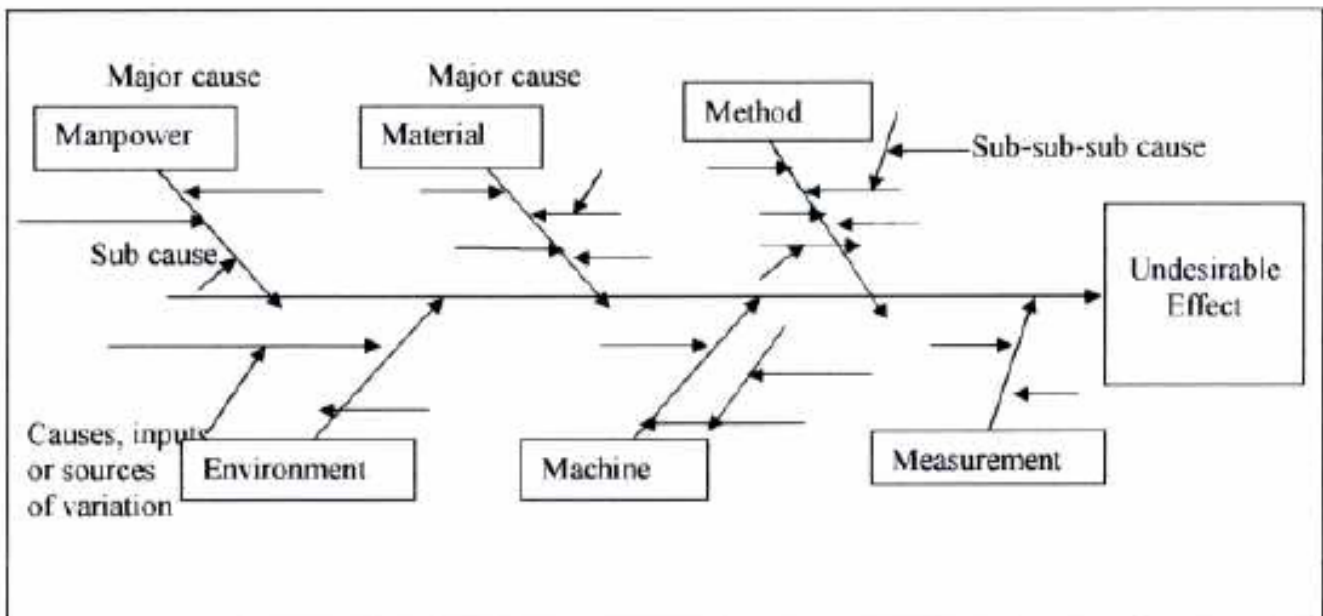 Major cause
Major cause
Manpower
Material
Method
Sub-sub-sub cause
Sub cause
Undesirable
Effect
Causes, inputs
or sources
of variation
Environment
Machine
Measurement